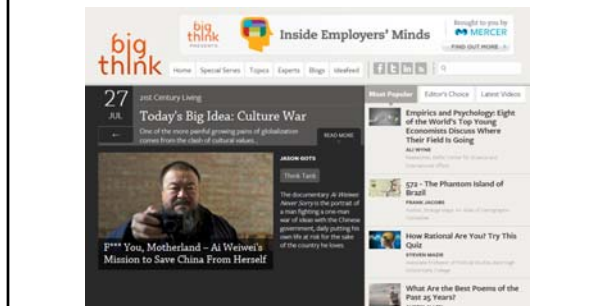 big think
PRESENTS
Inside Employers' Minds
Brought to you by
MERCER
FIND OUT MORE
big
think
Home Special Series Topics Experts Blogs IdeaFeed
27
JUL
21st Century Living
Today's Big Idea: Culture War
One of the more painful growing pains of globalization
comes from the clash of cultural values..
READ MORE
Most Popular Editor's Choice Latest Videos
Empirics and Psychology: Eight
of the World's Top Young
Economists Discuss Where
Their Field Is Going
ALI WYNE
JASON GOTS
Think Tank
The documentary Ai Weiwei
Never Sorry is the portrait of
a man fighting a one-man
war of ideas with the Chinese
government, daily putting his
own life at risk for the sake
of the country he loves.
F*** You, Motherland – Ai Weiwei's
Mission to Save China From Herself
572 - The Phantom Island of
Brazil
FRANK JACOBS
How Rational Are You? Try This
Quiz
STEVEN MAZIE
What Are the Best Poems of the
Past 25 Years?